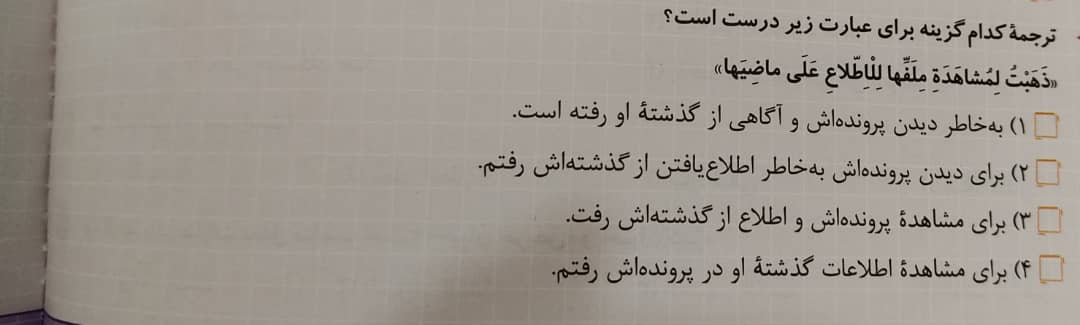 ترجمهٔ کدام گزینه برای عبارت زیر درست است؟
«ذَهَبْتُ لِمُشاهَدَةِ مِلَفِّها لِلْاِطِّلاعِ عَلَی ماضِیَها»
۱) به‌خاطر دیدن پرونده‌اش و آگاهی از گذشتهٔ او رفته است.
۲) برای دیدن پرونده‌اش به‌خاطر اطلاع‌یافتن از گذشته‌اش رفتم.
۳) برای مشاهدهٔ پرونده‌اش و اطلاع از گذشته‌اش رفت.
۴) برای مشاهدهٔ اطلاعات گذشتهٔ او در پرونده‌اش رفتم.